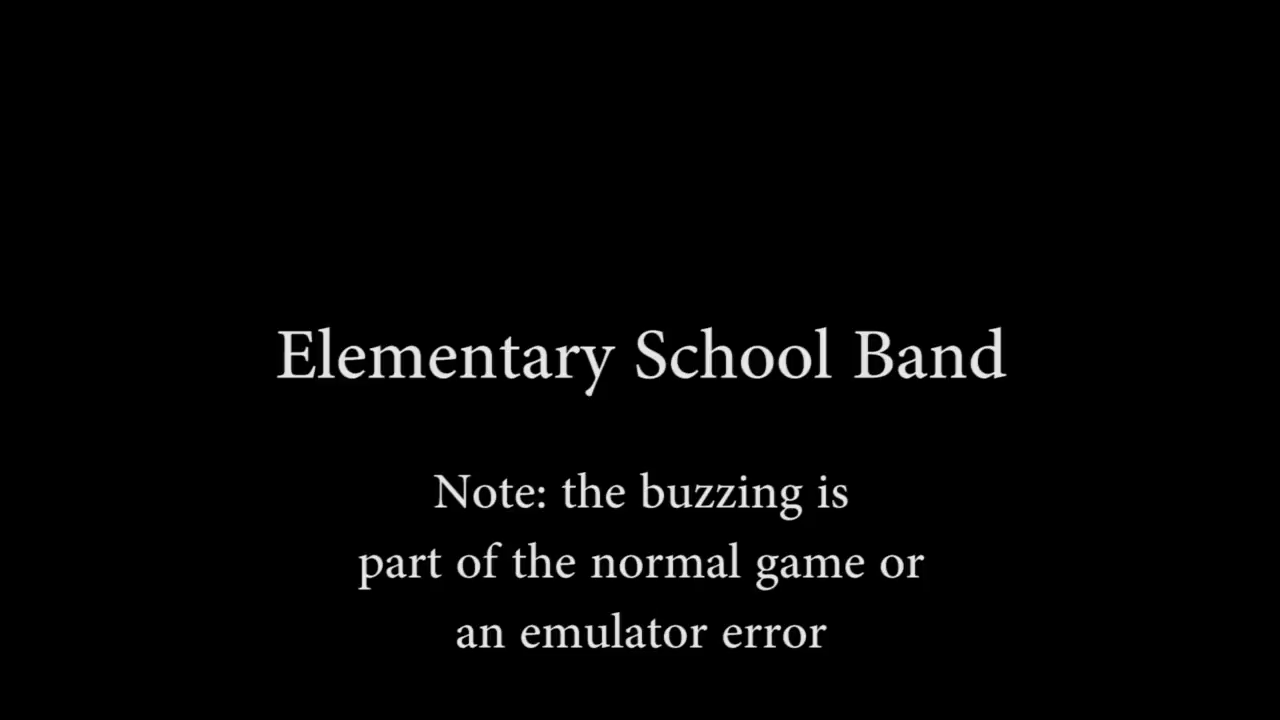 Elementary School Band
Note: the buzzing is
part of the normal game or
an emulator error